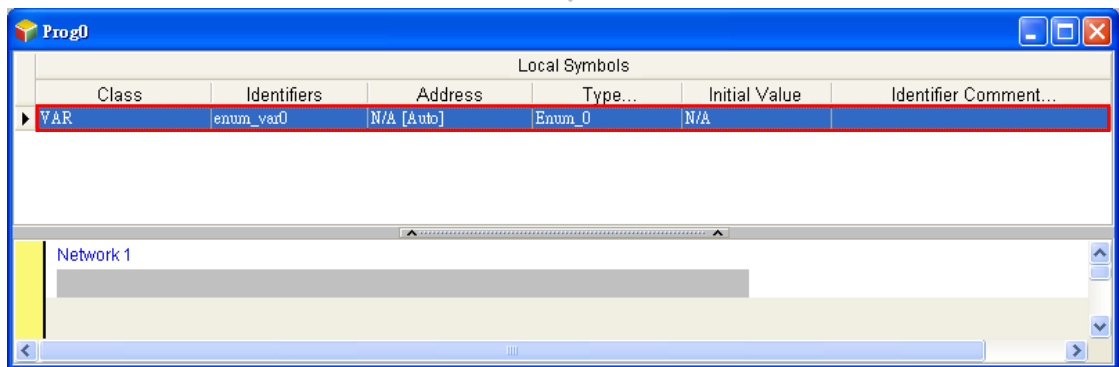 Prog0
Local Symbols
Class Identifiers Address Type... Initial Value Identifier Comment...
VAR enum_var0 N/A [Auto] Enum_0 N/A
Network 1